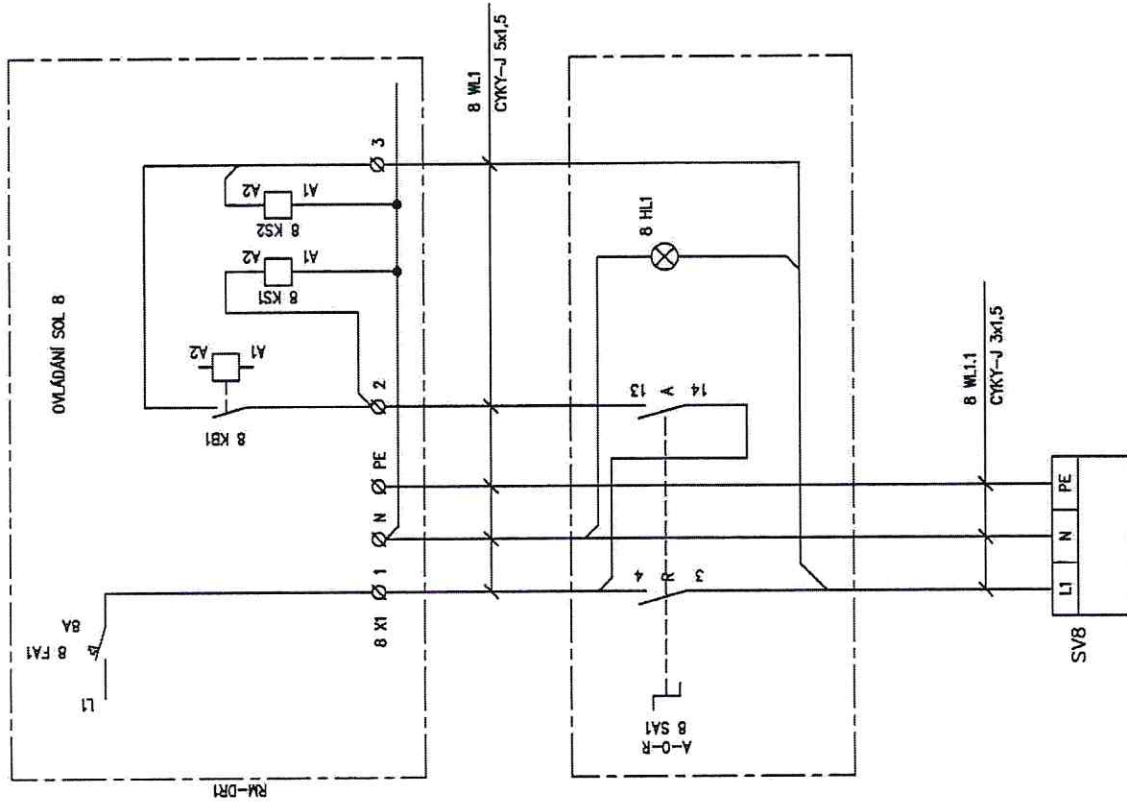 OVLÁDÁNÍ SOL 8
RM-DR1
L1
8 FA1
8A
8 KB1
A2
A1
8 KS1
A2
A1
8 KS2
A2
A1
8 X1
1
N
PE
2
3
8 WL1
CYKY-J 5x1,5
8 SA1
A-O-R
4
R
3
13
A
14
8 HL1
8 WL1.1
CYKY-J 3x1,5
L1
N
PE
SV8